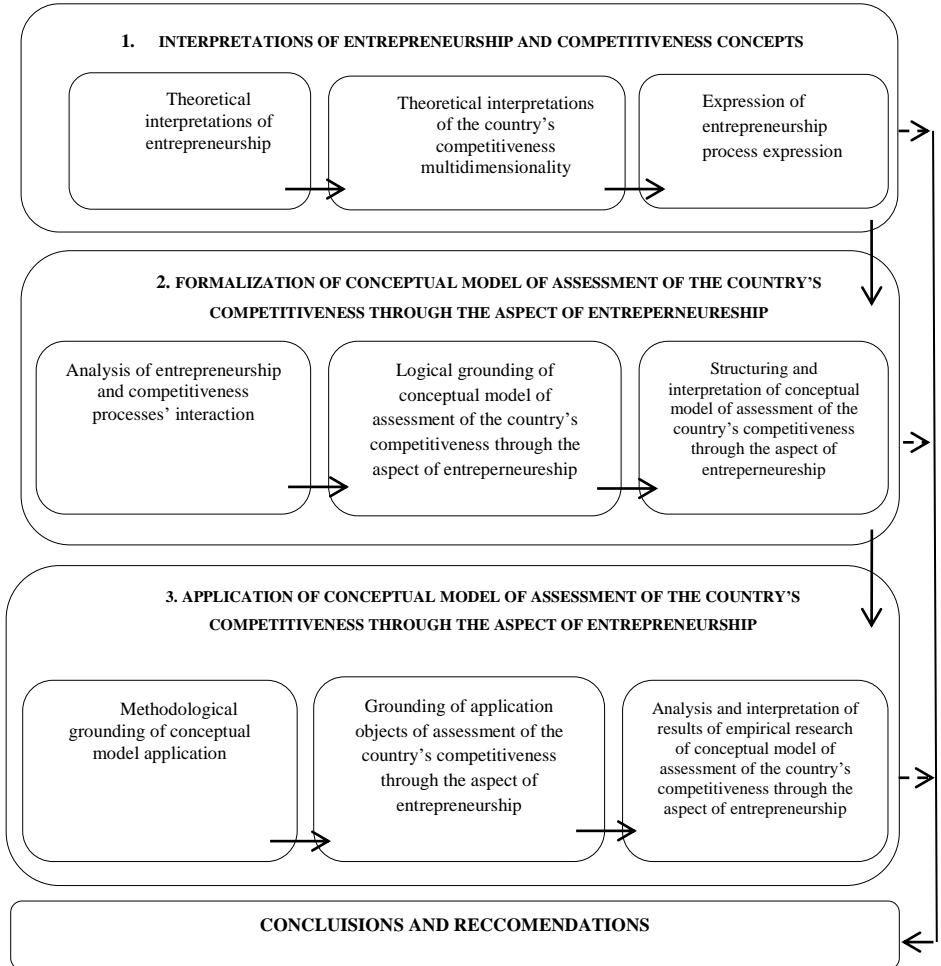 1. INTERPRETATIONS OF ENTREPRENEURSHIP AND COMPETITIVENESS CONCEPTS
Theoretical
interpretations of
entrepreneurship
Theoretical interpretations
of the country's
competitiveness
multidimensionality
Expression of
entrepreneurship
process expression
2. FORMALIZATION OF CONCEPTUAL MODEL OF ASSESSMENT OF THE COUNTRY'S
COMPETITIVENESS THROUGH THE ASPECT OF ENTREPERNEURESHIP
Analysis of entrepreneurship
and competitiveness
processes' interaction
Logical grounding of
conceptual model of
assessment of the country's
competitiveness through the
aspect of entreperneureship
Structuring and
interpretation of conceptual
model of assessment of the
country's competitiveness
through the aspect of
entreperneureship
3. APPLICATION OF CONCEPTUAL MODEL OF ASSESSMENT OF THE COUNTRY'S
COMPETITIVENESS THROUGH THE ASPECT OF ENTREPRENEURSHIP
Methodological
grounding of conceptual
model application
Grounding of application
objects of assessment of the
country's competitiveness
through the aspect of
entrepreneurship
Analysis and interpretation of
results of empirical research
of conceptual model of
assessment of the country's
competitiveness through the
aspect of entrepreneurship
CONCLUISIONS AND RECCOMENDATIONS